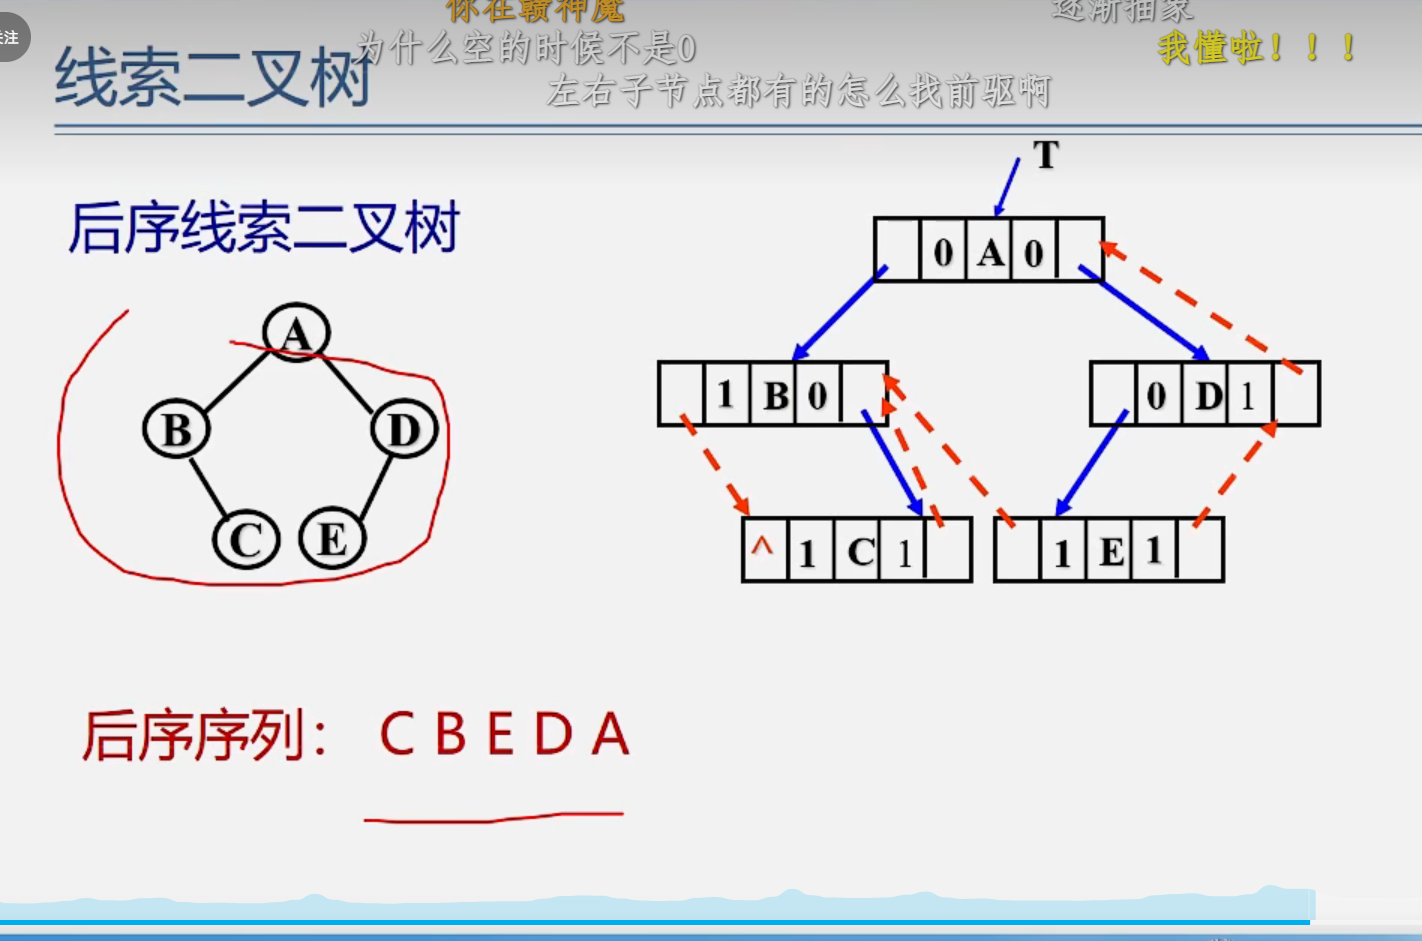 你在赣神魔
逐渐抽象
关注
为什么空的时候不是0
我懂啦！！！
线索二叉树
左右子节点都有的怎么找前驱啊
T
后序线索二叉树
0 A 0
A
1 B 0
0 D 1
B D
C E
^ 1 C 1
1 E 1
后序序列： C B E D A